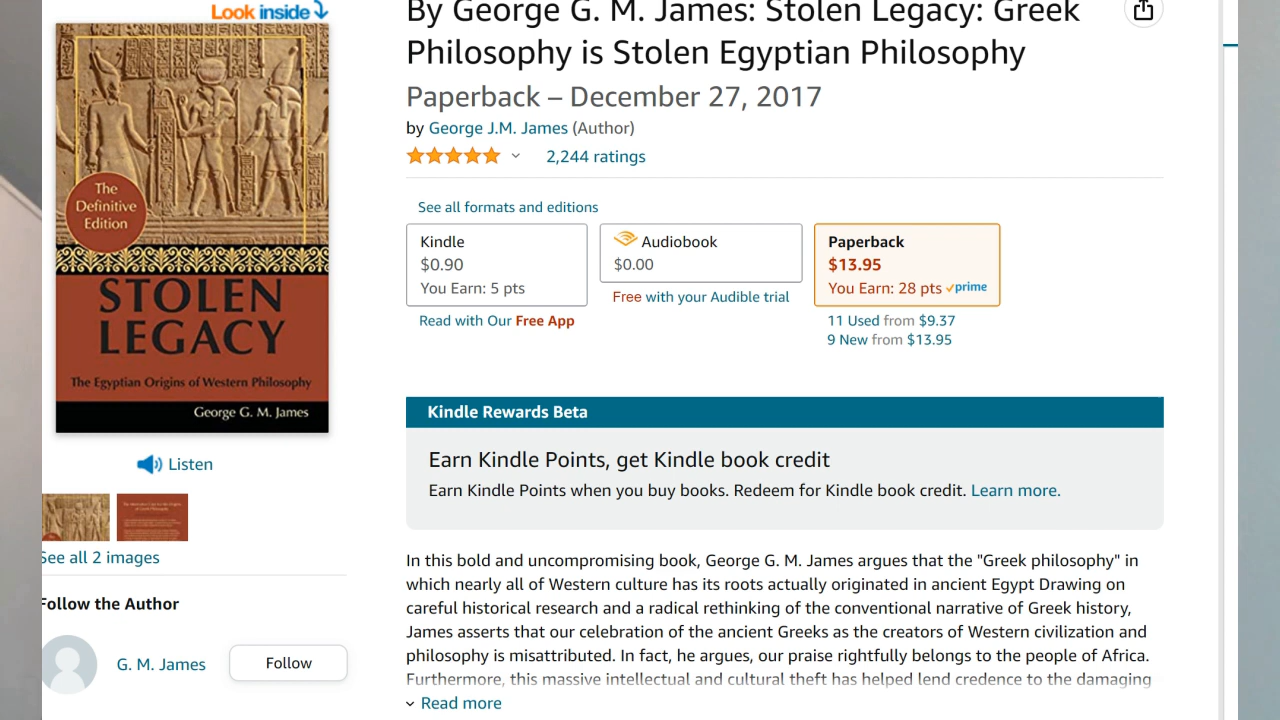 Look inside
The
Definitive
Edition
STOLEN
LEGACY
The Egyptian Origins of Western Philosophy
George G. M. James
Listen
See all 2 images
Follow the Author
G. M. James
Follow
By George G. M. James: Stolen Legacy: Greek
Philosophy is Stolen Egyptian Philosophy
Paperback – December 27, 2017
by George J.M. James (Author)
2,244 ratings
See all formats and editions
Kindle
$0.90
You Earn: 5 pts
Read with Our Free App
Audiobook
$0.00
Free with your Audible trial
Paperback
$13.95
You Earn: 28 pts prime
11 Used from $9.37
9 New from $13.95
Kindle Rewards Beta
Earn Kindle Points, get Kindle book credit
Earn Kindle Points when you buy books. Redeem for Kindle book credit. Learn more.
In this bold and uncompromising book, George G. M. James argues that the "Greek philosophy" in
which nearly all of Western culture has its roots actually originated in ancient Egypt Drawing on
careful historical research and a radical rethinking of the conventional narrative of Greek history,
James asserts that our celebration of the ancient Greeks as the creators of Western civilization and
philosophy is misattributed. In fact, he argues, our praise rightfully belongs to the people of Africa.
Furthermore, this massive intellectual and cultural theft has helped lend credence to the damaging
Read more